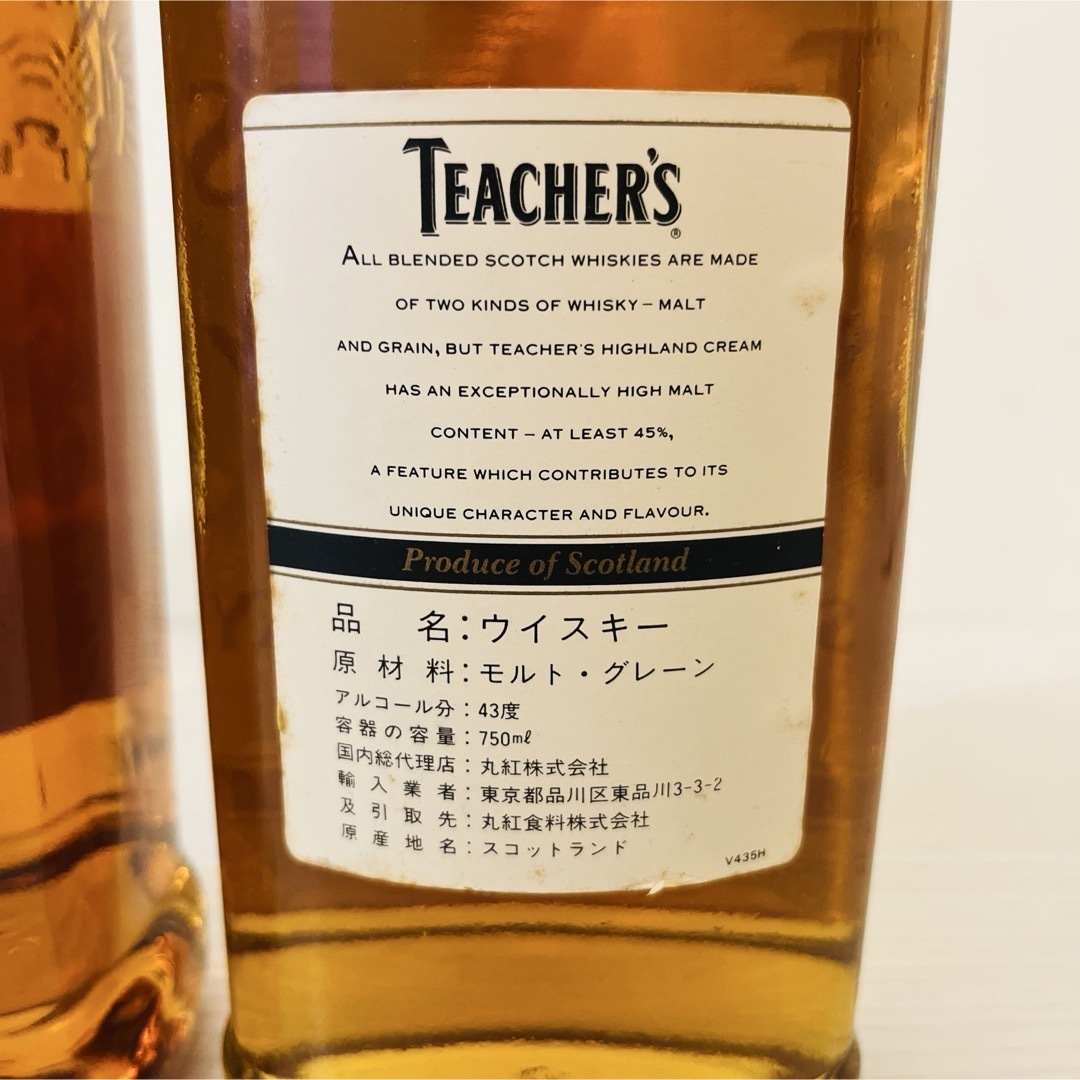 TEACHER'S®
ALL BLENDED SCOTCH WHISKIES ARE MADE
OF TWO KINDS OF WHISKY – MALT
AND GRAIN, BUT TEACHER'S HIGHLAND CREAM
HAS AN EXCEPTIONALLY HIGH MALT
CONTENT – AT LEAST 45%,
A FEATURE WHICH CONTRIBUTES TO ITS
UNIQUE CHARACTER AND FLAVOUR.
Produce of Scotland
品名:ウイスキー
原材料:モルト・グレーン
アルコール分:43度
容器の容量:750ml
国内総代理店:丸紅株式会社
輸入業者:東京都品川区東品川3-3-2
及引取先:丸紅食料株式会社
原産地名:スコットランド
V435H